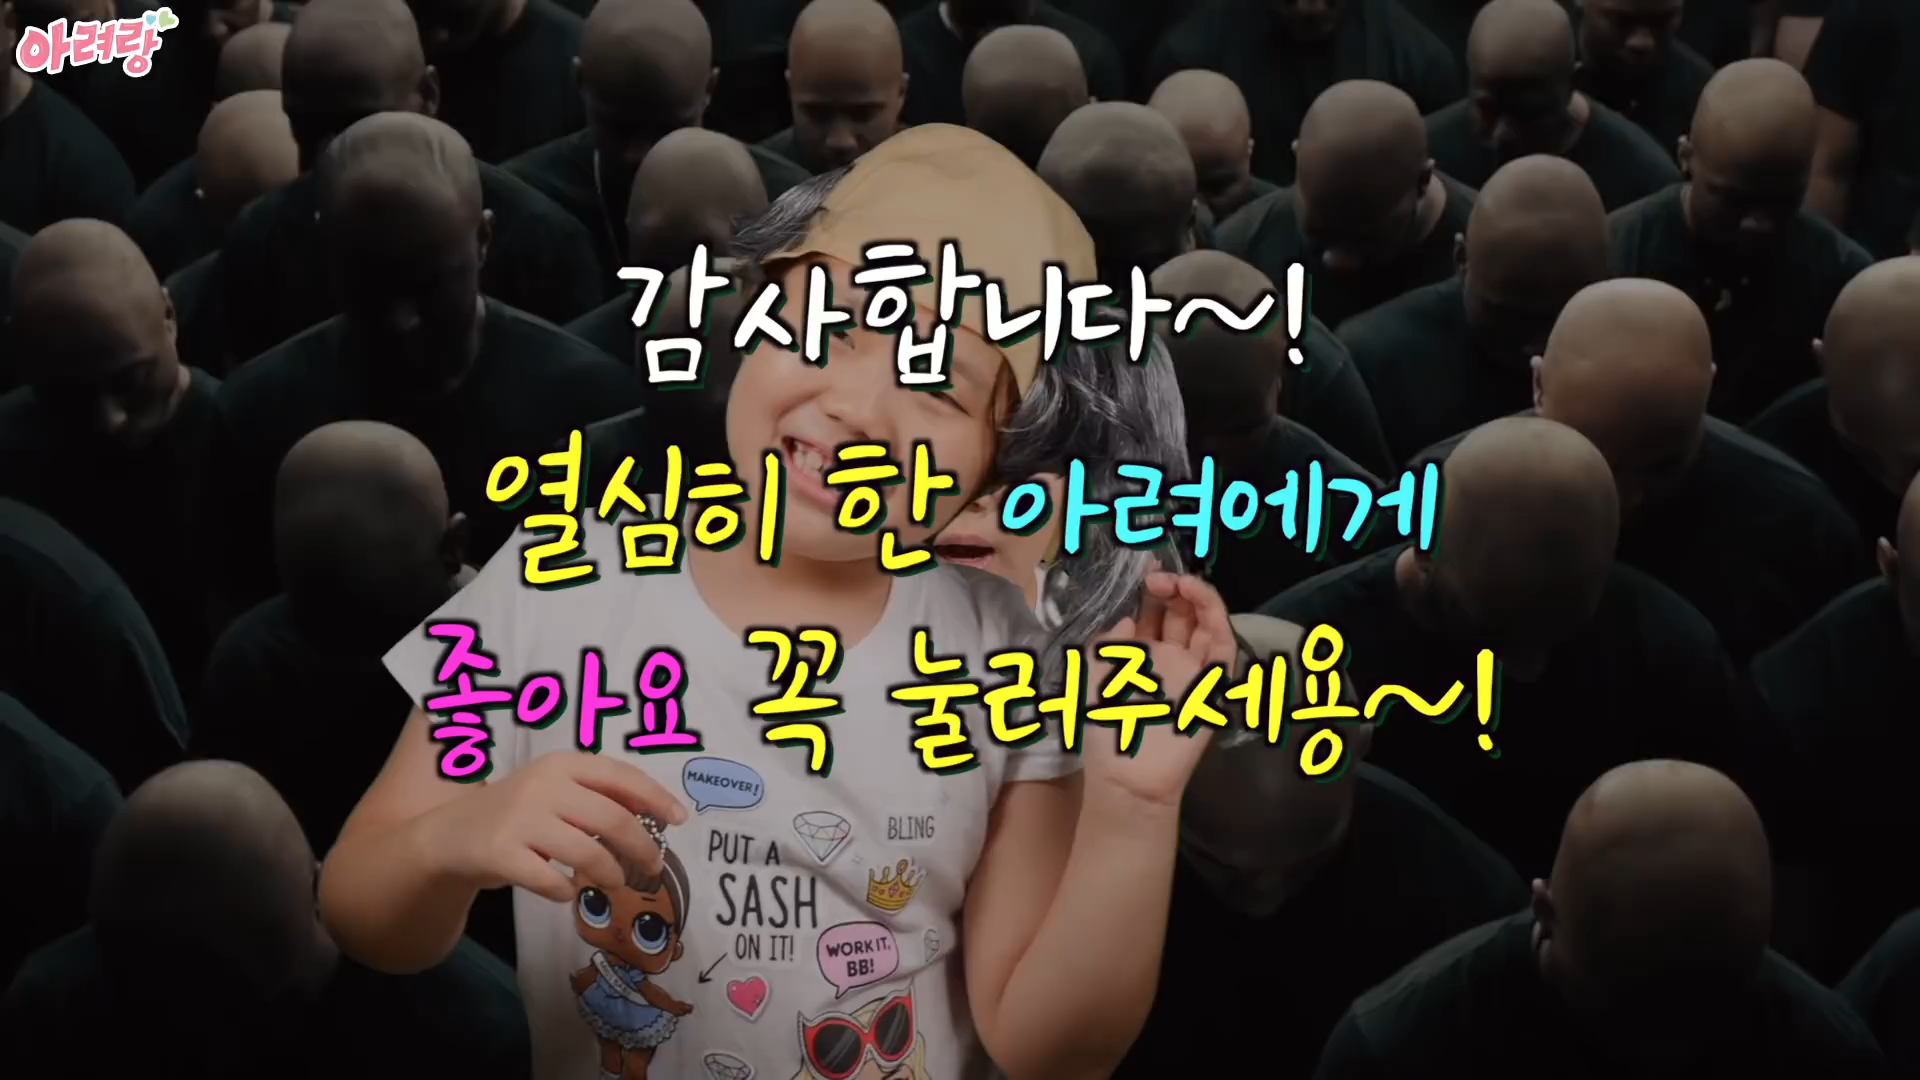 아려랑
감사합니다~!
열심히 한 아려에게
좋아요 꼭 눌러주세용~!
MAKEOVER!
PUT A
SASH
ON IT!
BLING
WORK IT,
BB!